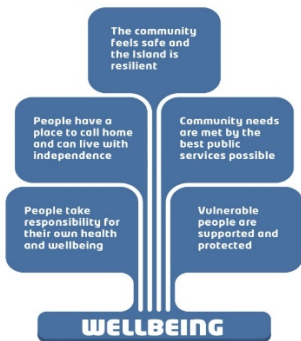 The community
feels safe and
the Island is
resilient
People have a
place to call home
and can live with
independence
Community needs
are met by the
best public
services possible
People take
responsibility for
their own health
and wellbeing
Vulnerable
people are
supported and
protected
WELLBEING